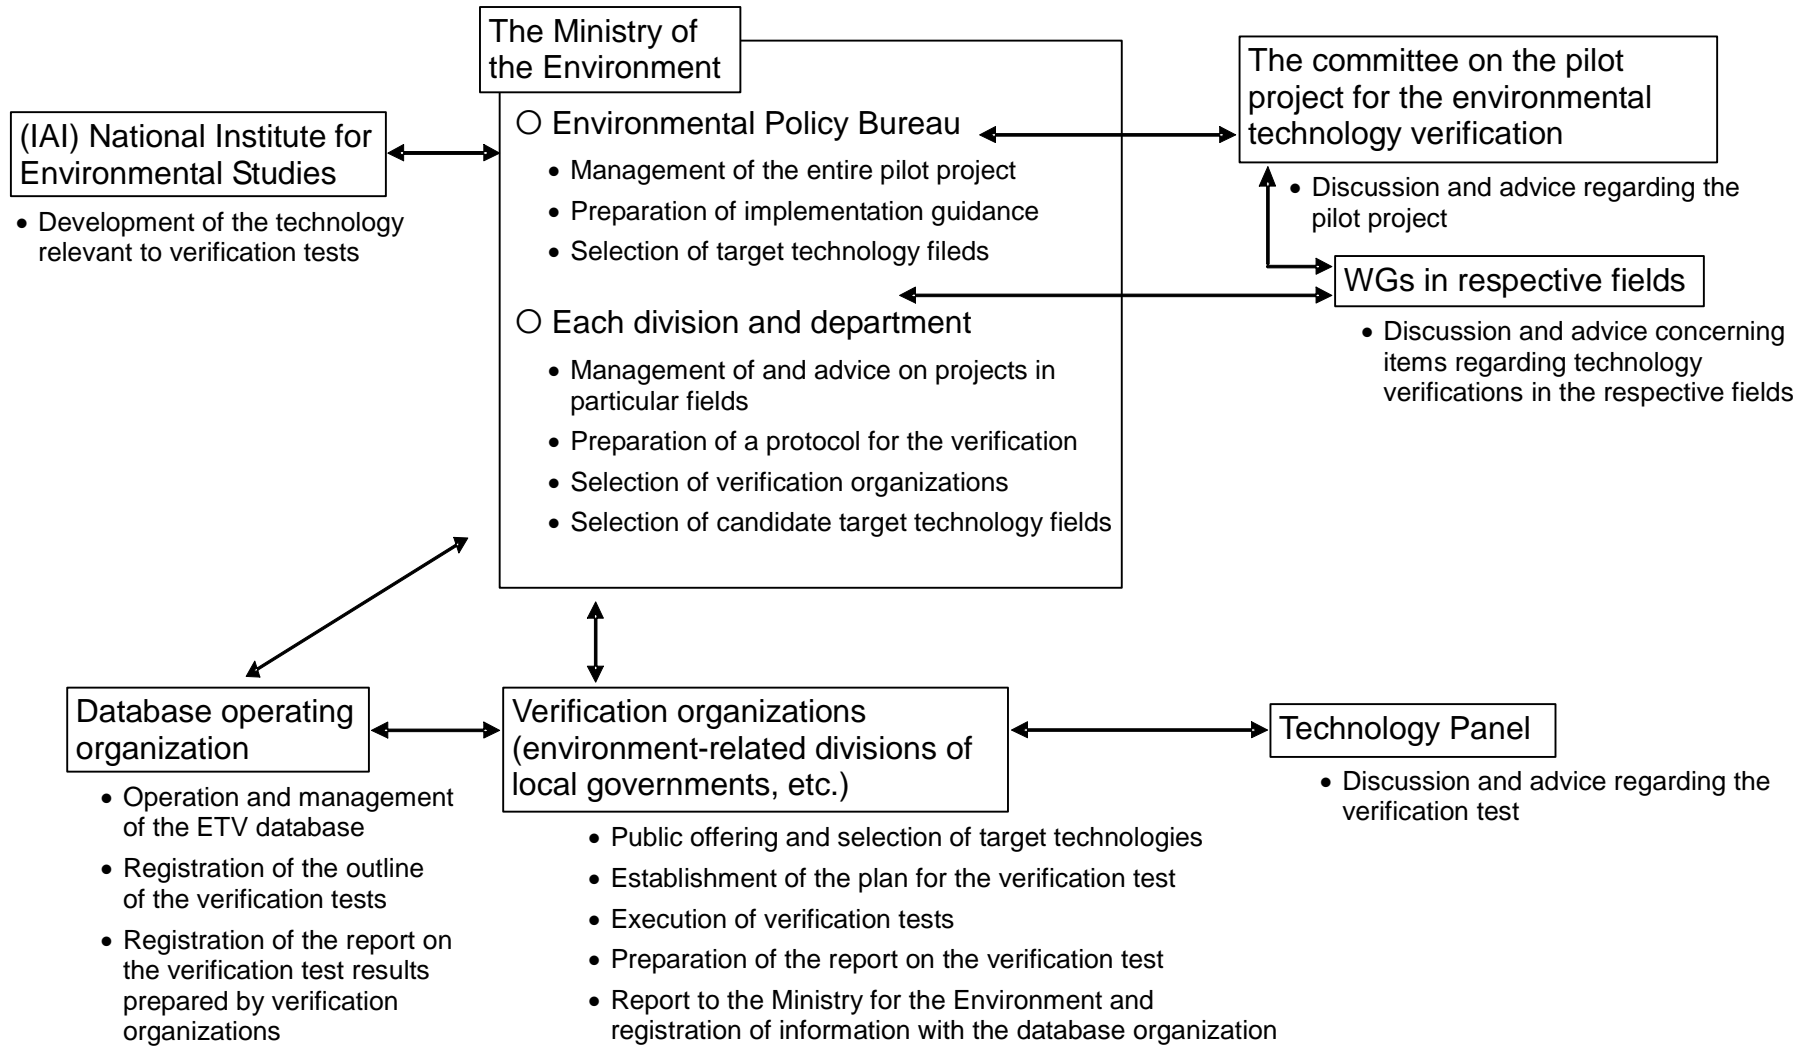 The Ministry of
the Environment
○ Environmental Policy Bureau
• Management of the entire pilot project
• Preparation of implementation guidance
• Selection of target technology fileds
○ Each division and department
• Management of and advice on projects in
particular fields
• Preparation of a protocol for the verification
• Selection of verification organizations
• Selection of candidate target technology fields
(IAI) National Institute for
Environmental Studies
• Development of the technology
relevant to verification tests
The committee on the pilot
project for the environmental
technology verification
• Discussion and advice regarding the
pilot project
WGs in respective fields
• Discussion and advice concerning
items regarding technology
verifications in the respective fields
Database operating
organization
• Operation and management
of the ETV database
• Registration of the outline
of the verification tests
• Registration of the report on
the verification test results
prepared by verification
organizations
Verification organizations
(environment-related divisions of
local governments, etc.)
• Public offering and selection of target technologies
• Establishment of the plan for the verification test
• Execution of verification tests
• Preparation of the report on the verification test
• Report to the Ministry for the Environment and
registration of information with the database organization
Technology Panel
• Discussion and advice regarding the
verification test